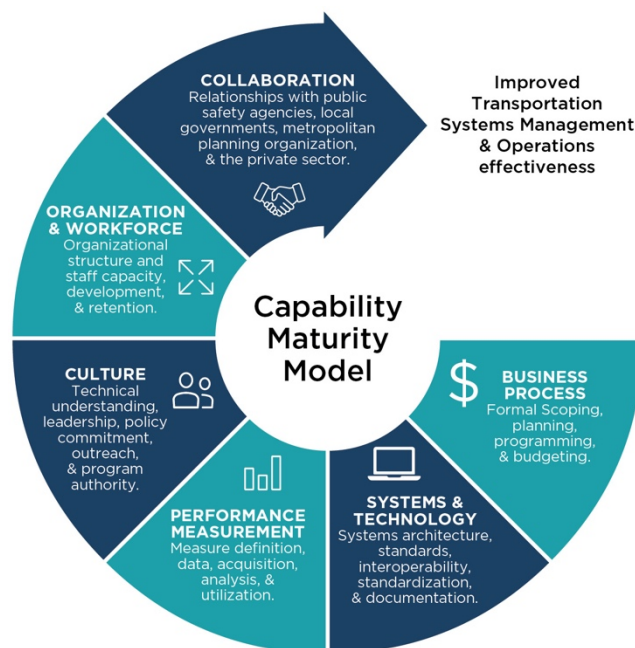 COLLABORATION
Relationships with public
safety agencies, local
governments, metropolitan
planning organization,
& the private sector.
Improved
Transportation
Systems Management
& Operations
effectiveness
ORGANIZATION
& WORKFORCE
Organizational
structure and
staff capacity,
development,
& retention.
Capability
Maturity
Model
CULTURE
Technical
understanding,
leadership, policy
commitment,
outreach,
& program
authority.
PERFORMANCE
MEASUREMENT
Measure definition,
data, acquisition,
analysis, &
utilization.
SYSTEMS &
TECHNOLOGY
Systems architecture,
standards,
interoperability,
standardization,
& documentation.
$
BUSINESS
PROCESS
Formal Scoping,
planning,
programming,
& budgeting.